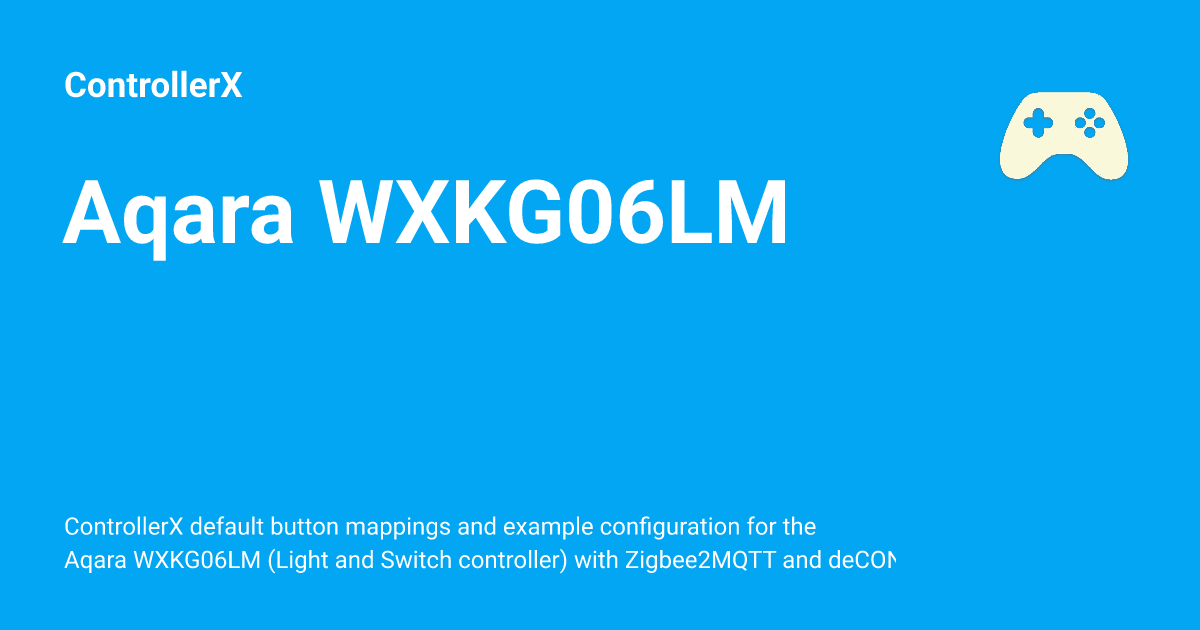 ControllerX
Aqara WXKG06LM
ControllerX default button mappings and example configuration for the
Aqara WXKG06LM (Light and Switch controller) with Zigbee2MQTT and